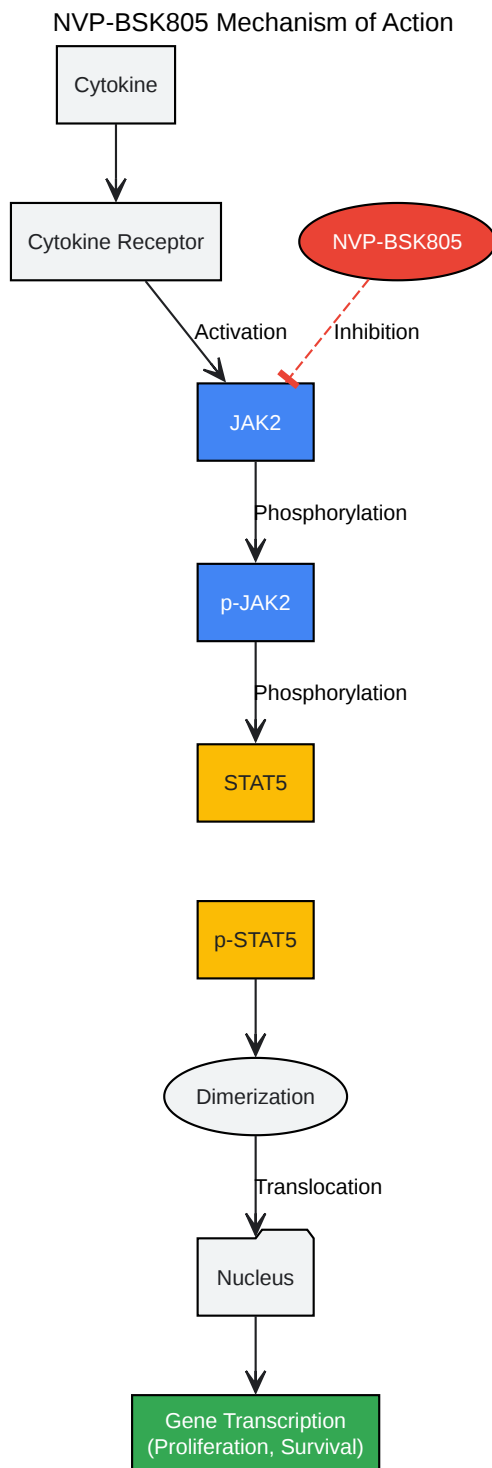 NVP-BSK805 Mechanism of Action
Cytokine
Cytokine Receptor
NVP-BSK805
Activation
Inhibition
JAK2
Phosphorylation
p-JAK2
Phosphorylation
STAT5
p-STAT5
Dimerization
Translocation
Nucleus
Gene Transcription
(Proliferation, Survival)